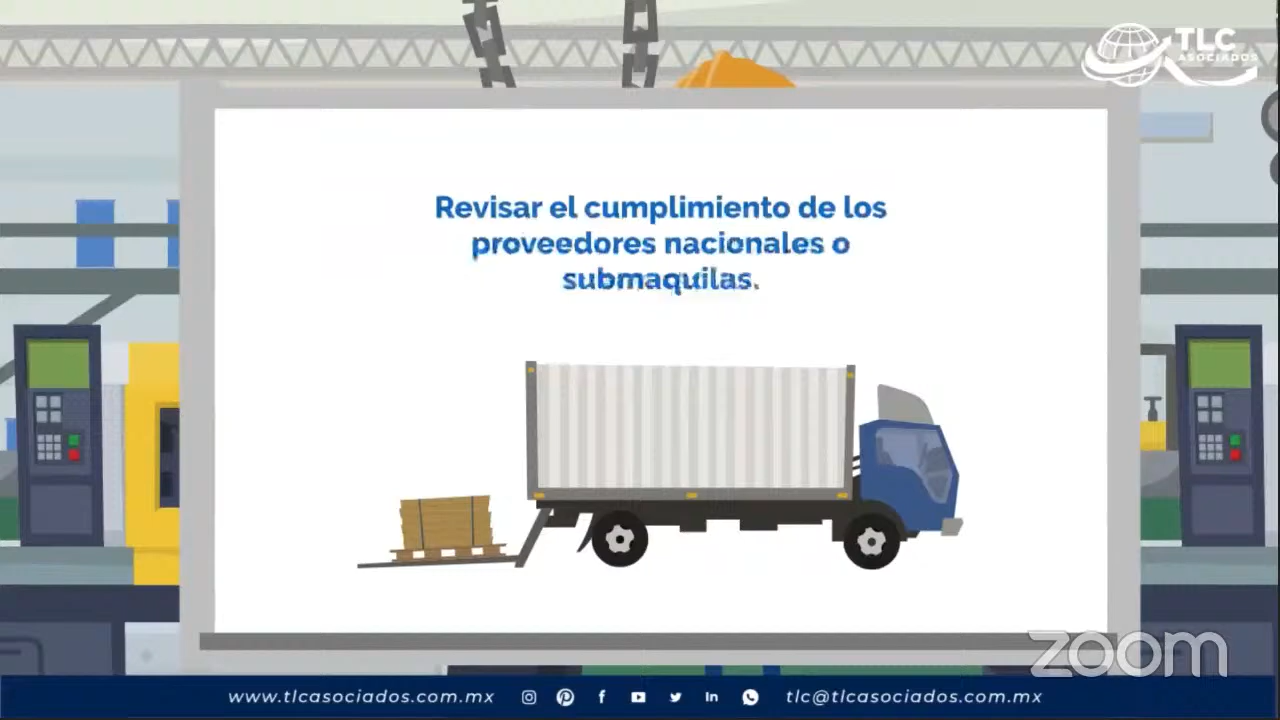 TLC
ASOCIADOS
Revisar el cumplimiento de los
proveedores nacionales o
submaquilas.
zoom
www.tlcasociados.com.mx
tlc@tlcasociados.com.mx